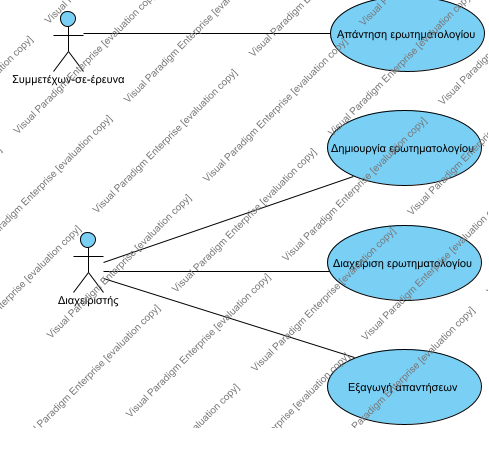 Απάντηση ερωτηματολογίου
Συμμετέχων-σε-έρευνα
Δημιουργία ερωτηματολογίου
Διαχείριση ερωτηματολογίου
Διαχειριστής
Εξαγωγή απαντήσεων
Visual Paradigm Enterprise [evaluation copy]